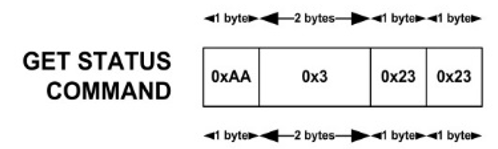 1 byte 2 bytes 1 byte 1 byte
GET STATUS
COMMAND
0xAA 0x3 0x23 0x23
1 byte 2 bytes 1 byte 1 byte